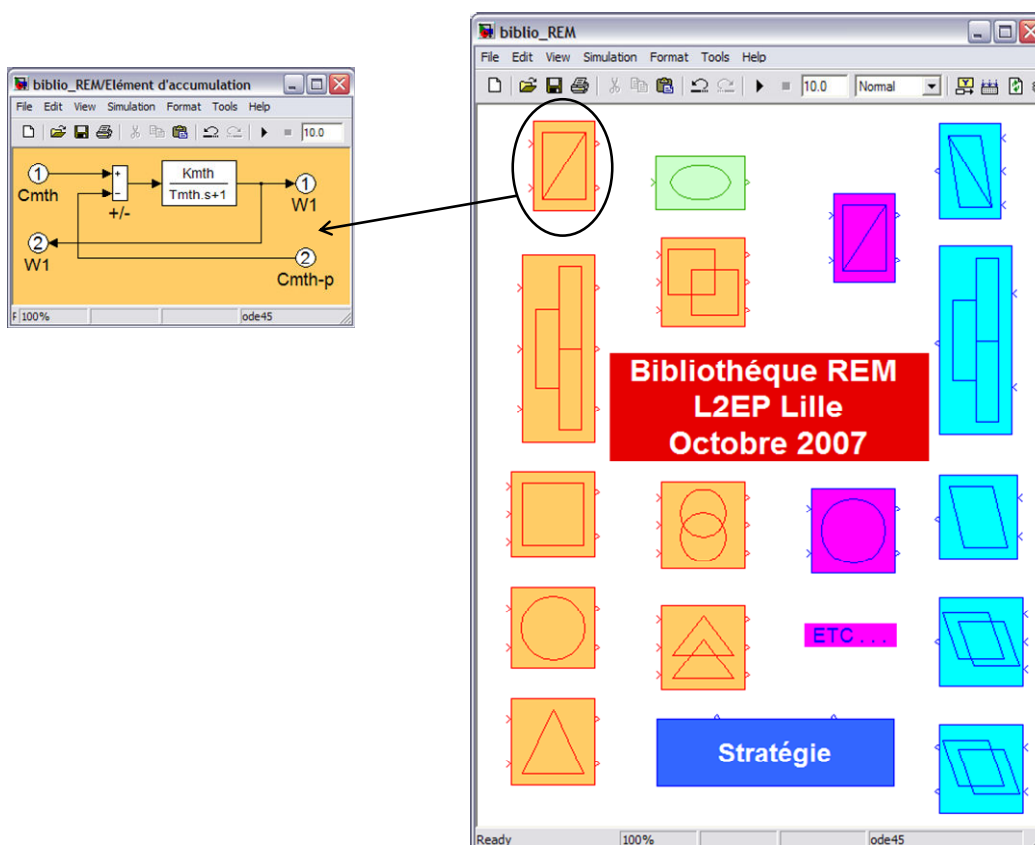 biblio_REM/Elément d'accumulation
File Edit View Simulation Format Tools Help
10.0
1
Cmth
+
−
+/-
Kmth
Tmth.s+1
1
W1
2
W1
2
Cmth-p
F 100% ode45
biblio_REM
File Edit View Simulation Format Tools Help
10.0 Normal
Bibliothéque REM
L2EP Lille
Octobre 2007
ETC . . .
Stratégie
Ready 100% ode45